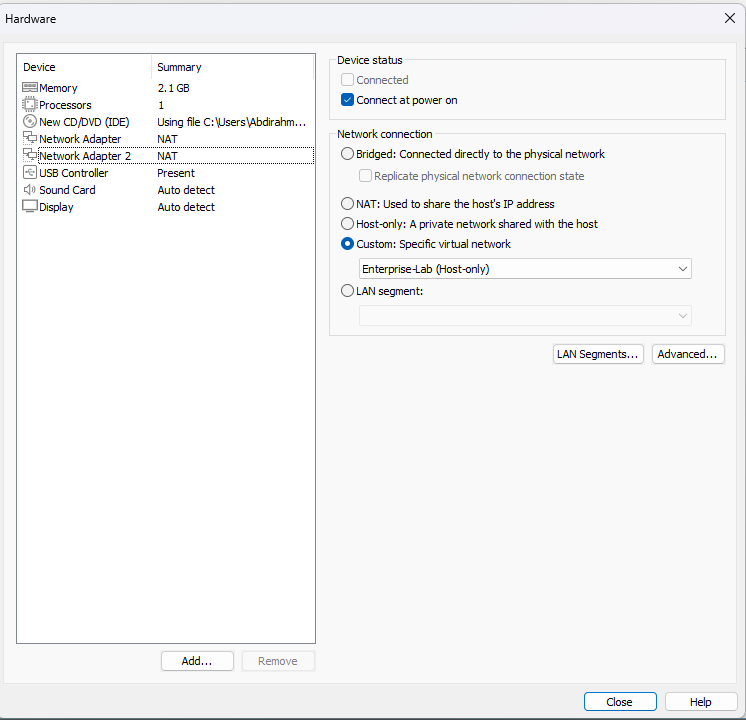 Hardware
Device Summary
Memory 2.1 GB
Processors 1
New CD/DVD (IDE) Using file C:\Users\Abdirahm...
Network Adapter NAT
Network Adapter 2 NAT
USB Controller Present
Sound Card Auto detect
Display Auto detect
Add... Remove
Device status
Connected
Connect at power on
Network connection
Bridged: Connected directly to the physical network
Replicate physical network connection state
NAT: Used to share the host's IP address
Host-only: A private network shared with the host
Custom: Specific virtual network
Enterprise-Lab (Host-only)
LAN segment:
LAN Segments... Advanced...
Close Help